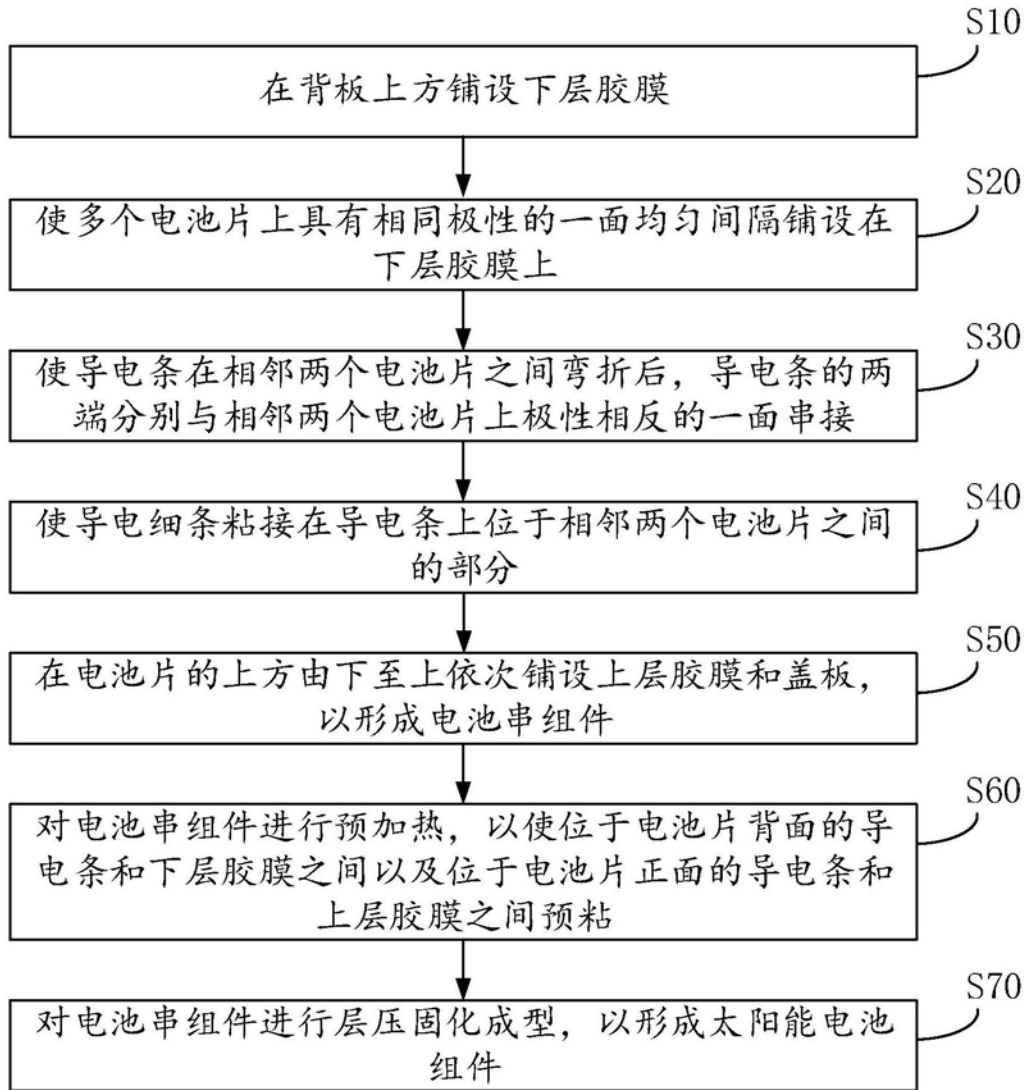 S10
在背板上方铺设下层胶膜
S20
使多个电池片上具有相同极性的一面均匀间隔铺设在
下层胶膜上
S30
使导电条在相邻两个电池片之间弯折后，导电条的两
端分别与相邻两个电池片上极性相反的一面串接
S40
使导电细条粘接在导电条上位于相邻两个电池片之间
的部分
S50
在电池片的上方由下至上依次铺设上层胶膜和盖板，
以形成电池串组件
S60
对电池串组件进行预加热，以使位于电池片背面的导
电条和下层胶膜之间以及位于电池片正面的导电条和
上层胶膜之间预粘
S70
对电池串组件进行层压固化成型，以形成太阳能电池
组件